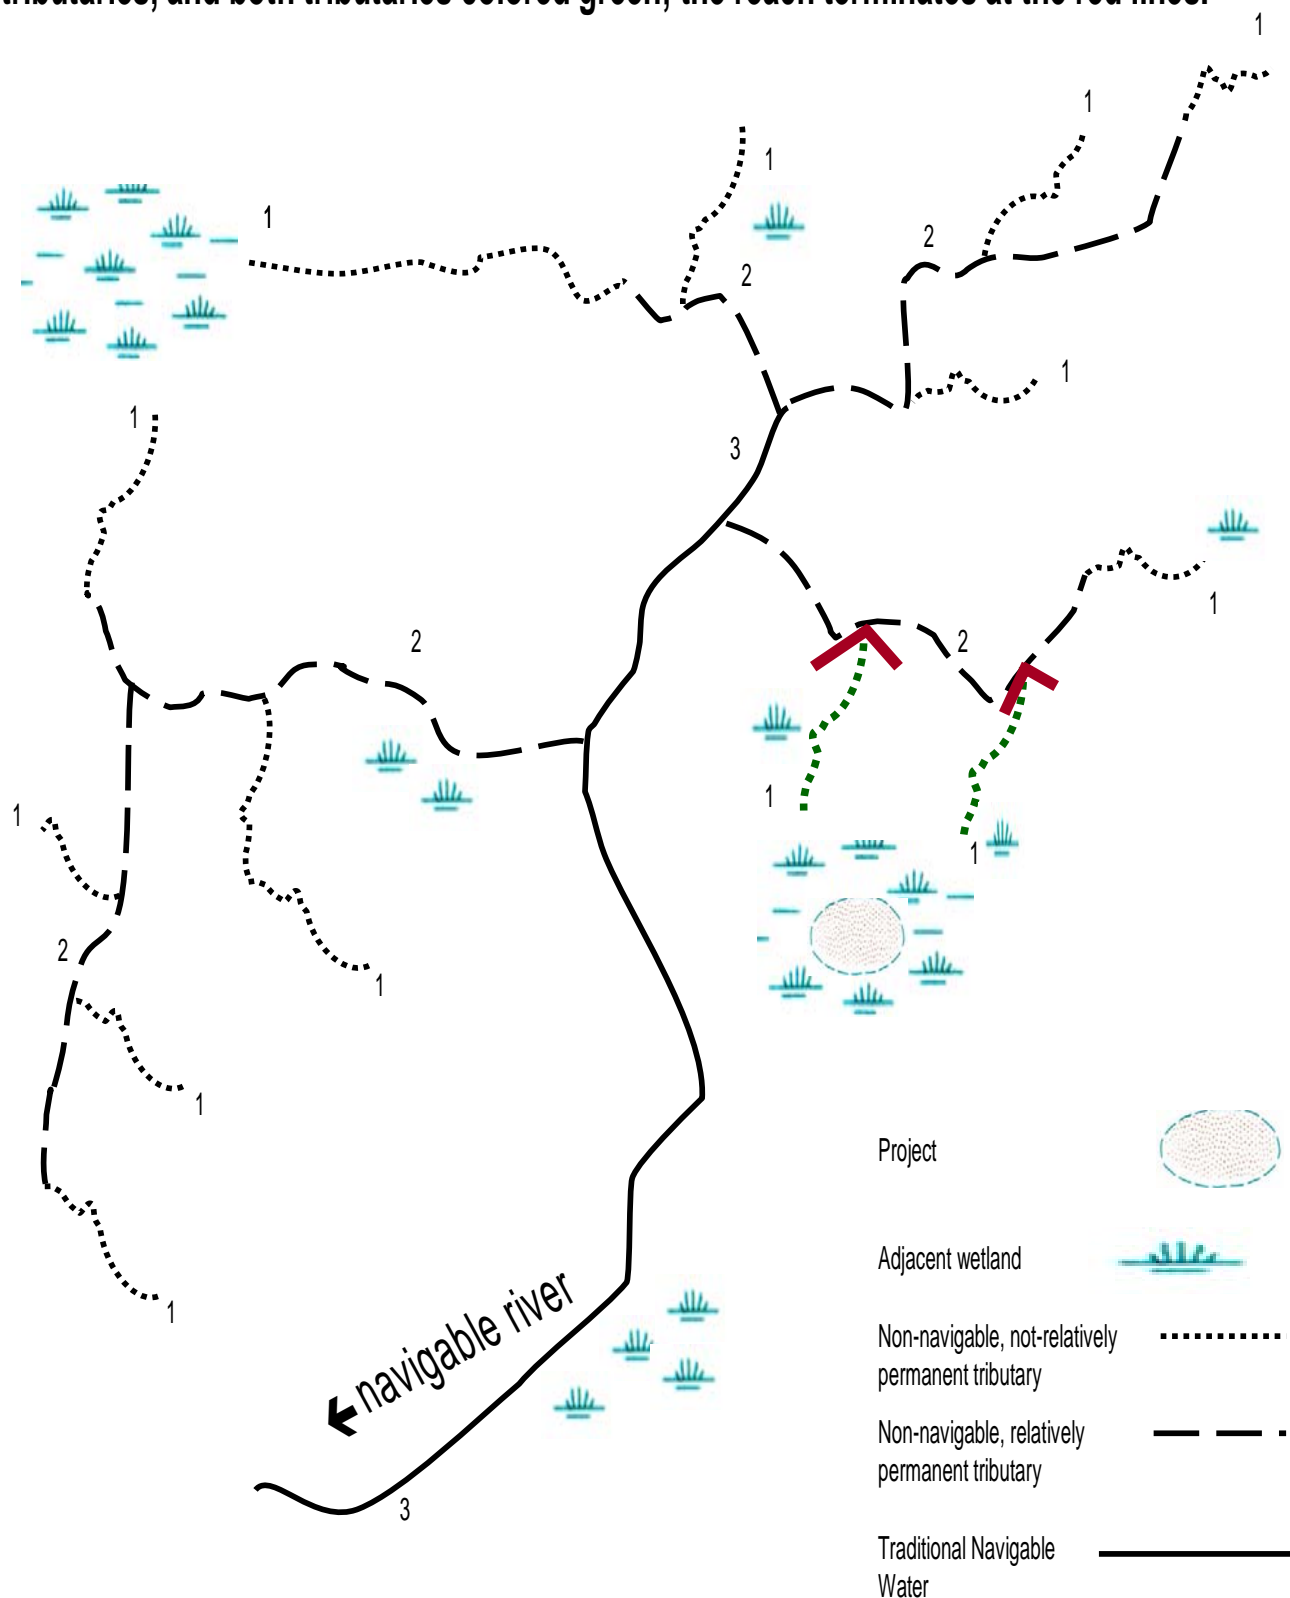 tributaries, and both tributaries colored green, the reach terminates at the red lines.
1
1
1
1
2
2
1
1
3
1
2
2
1
1
1
1
2
1
1
1
navigable river
3
Project
Adjacent wetland
Non-navigable, not-relatively
permanent tributary
Non-navigable, relatively
permanent tributary
Traditional Navigable
Water